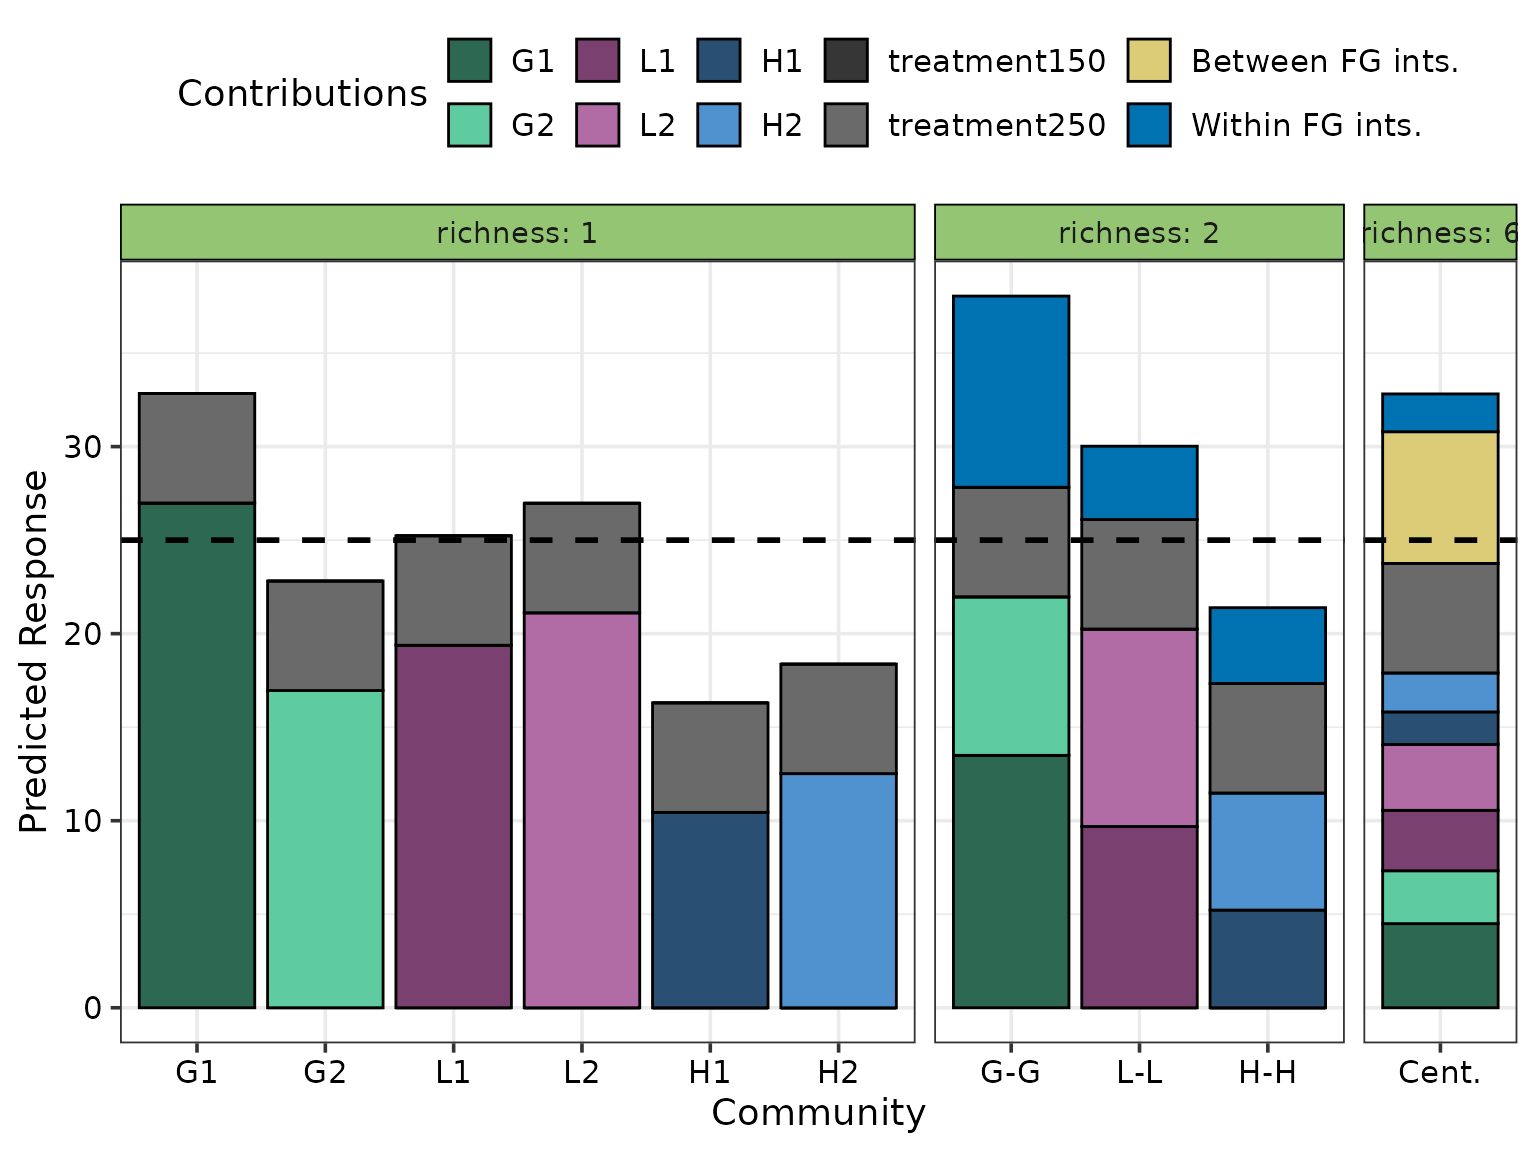 Contributions
G1 L1 H1 treatment150 Between FG ints.
G2 L2 H2 treatment250 Within FG ints.
richness: 1 richness: 2 richness: 6
Predicted Response
30
20
10
0
G1 G2 L1 L2 H1 H2 G-G L-L H-H Cent.
Community